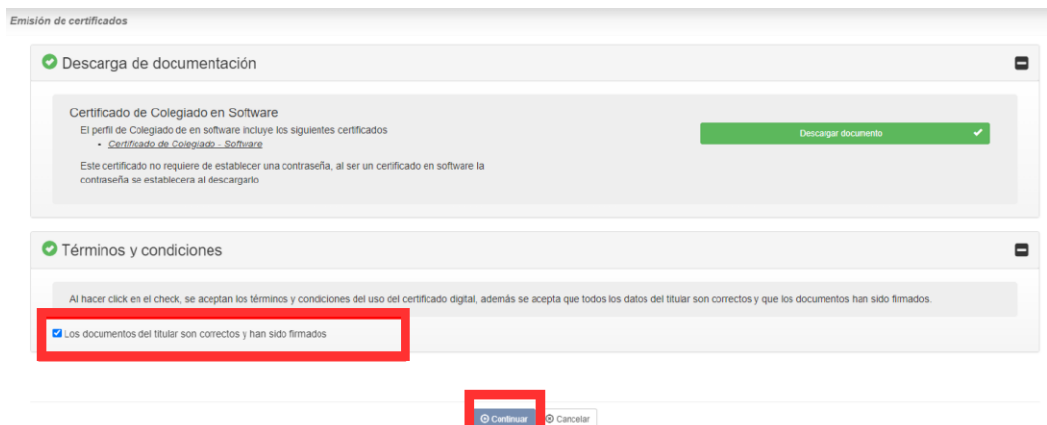 Emisión de certificados
Descarga de documentación
Certificado de Colegiado en Software
El perfil de Colegiado de en software incluye los siguientes certificados
• Certificado de Colegiado - Software
Descargar documento
Este certificado no requiere de establecer una contraseña, al ser un certificado en software la
contraseña se establecera al descargarlo
Términos y condiciones
Al hacer click en el check, se aceptan los términos y condiciones del uso del certificado digital, además se acepta que todos los datos del titular son correctos y que los documentos han sido firmados.
Los documentos del titular son correctos y han sido firmados
Continuar Cancelar